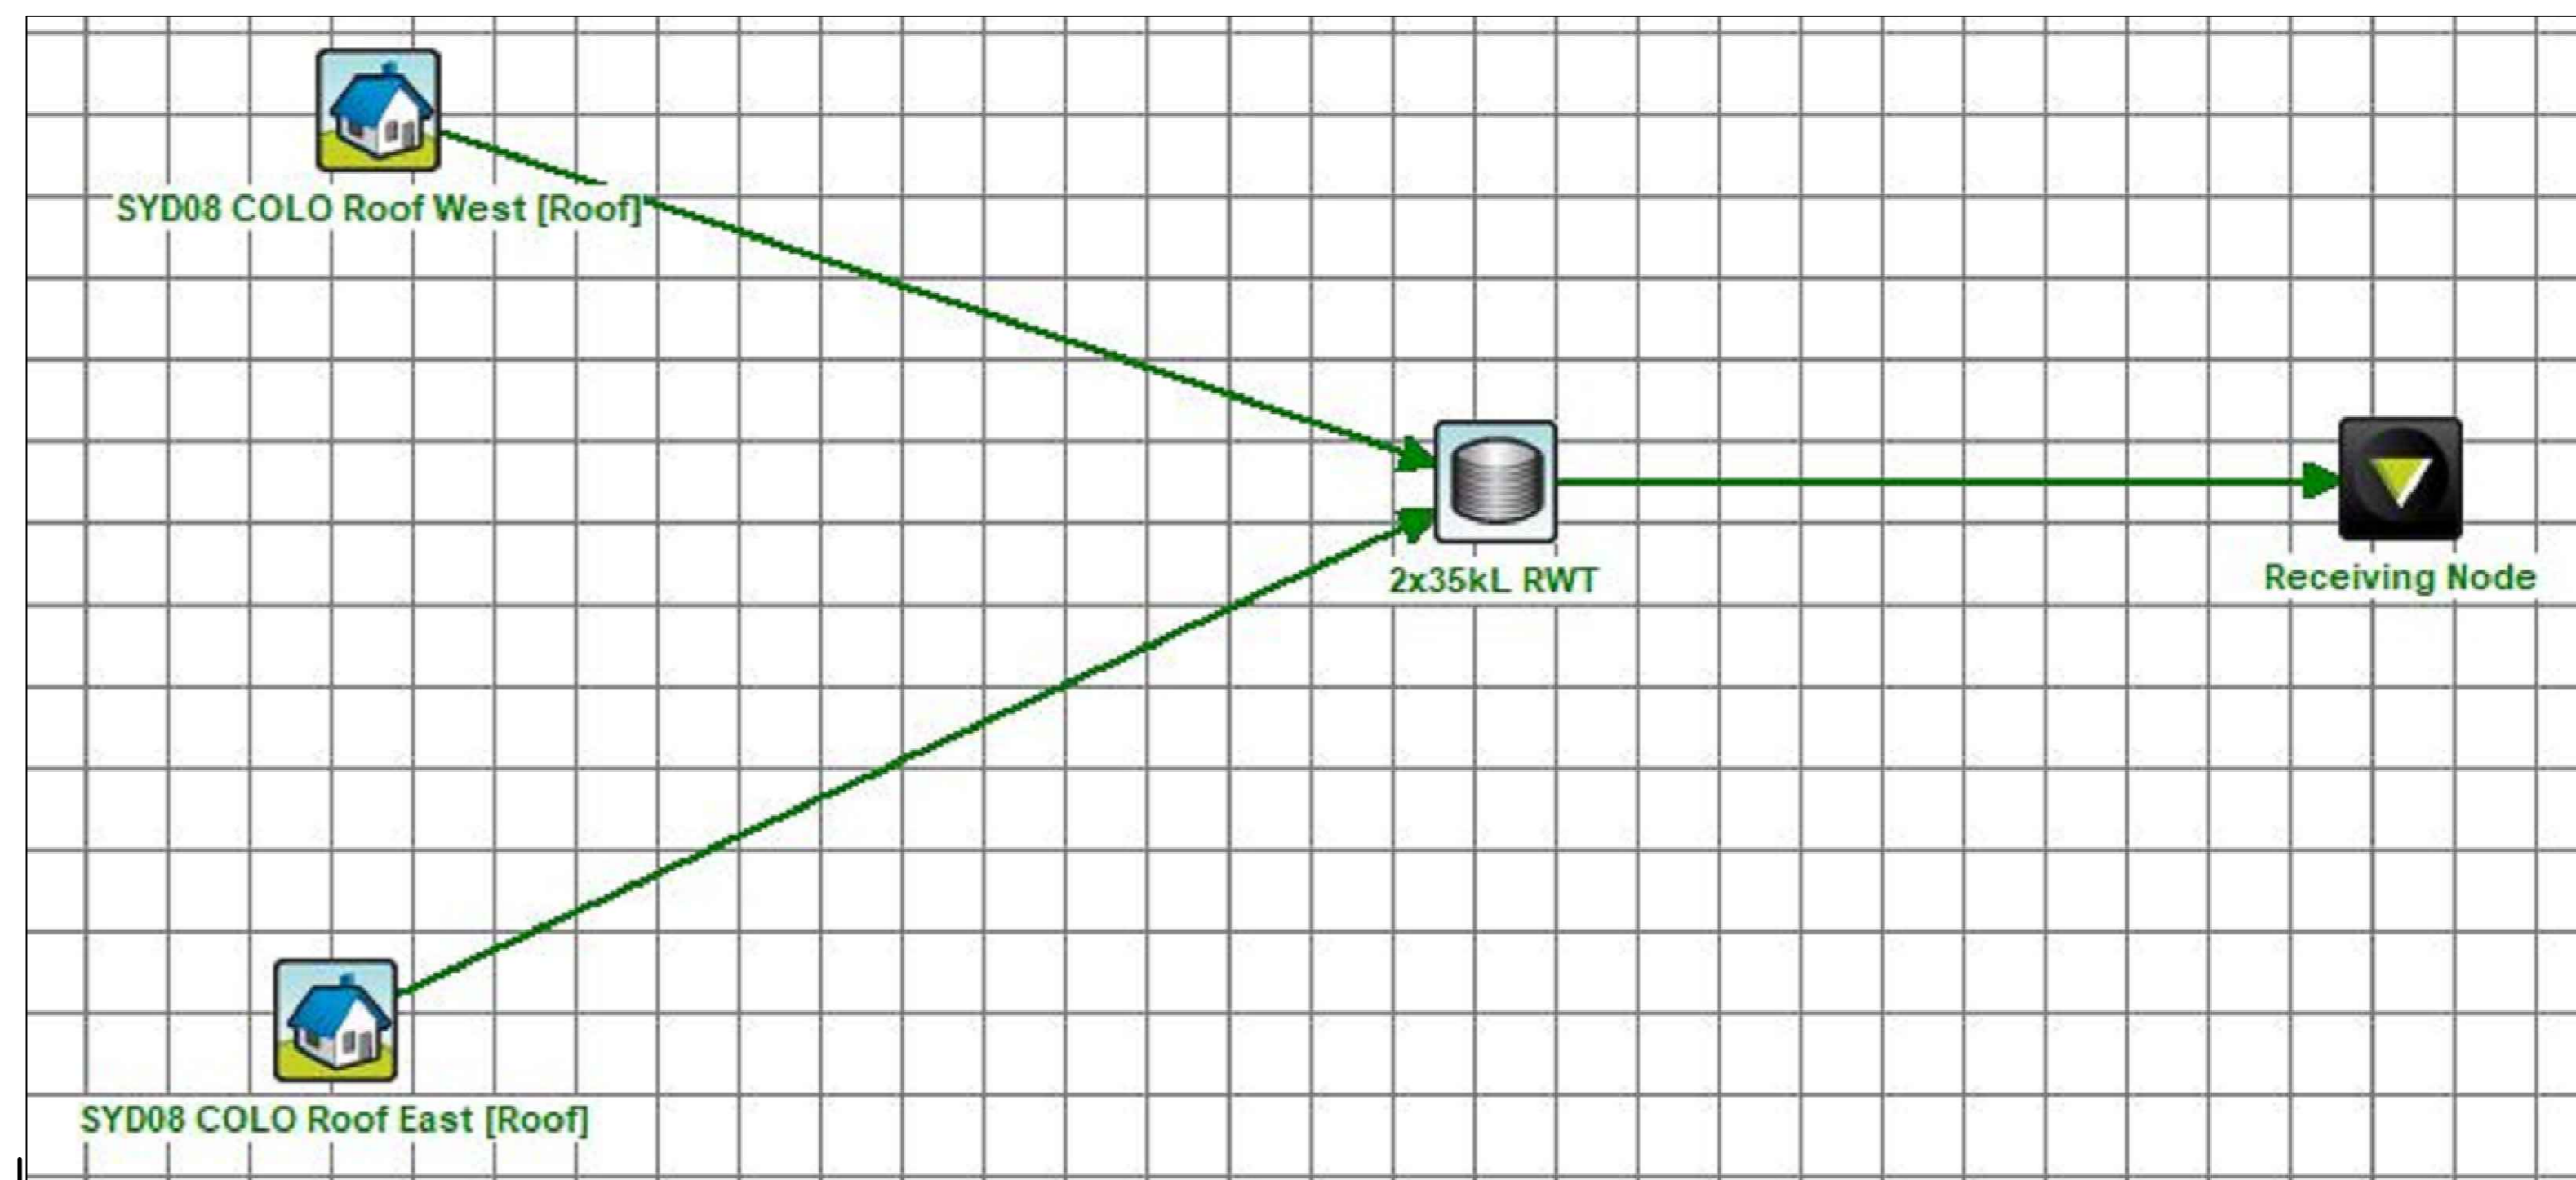 SYD08 COLO Roof West [Roof]
2x35kL RWT
Receiving Node
SYD08 COLO Roof East [Roof]